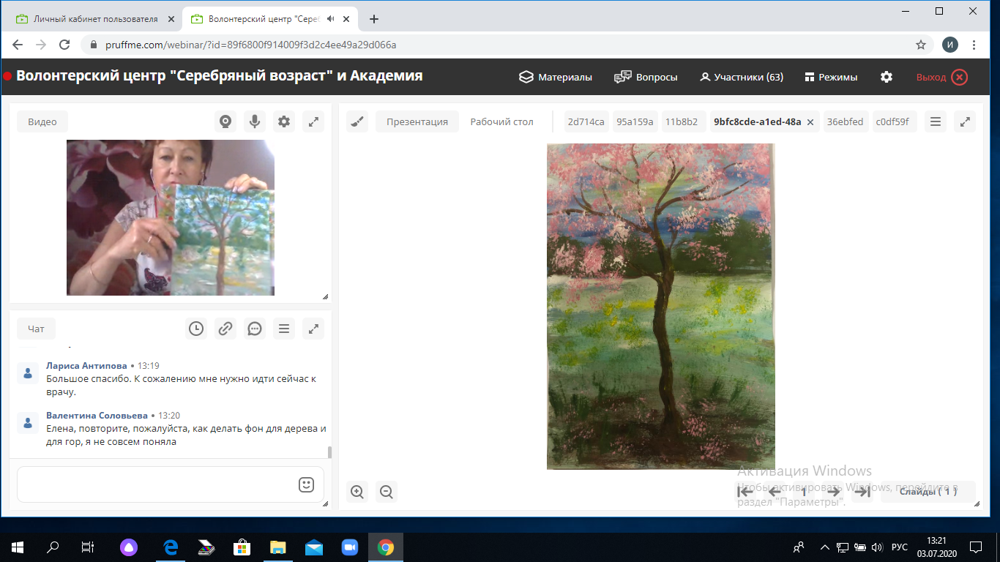 Личный кабинет пользователя
Волонтерский центр "Сереб
pruffme.com/webinar/?id=89f6800f914009f3d2c4ee49a29d066a
И
Волонтерский центр "Серебряный возраст" и Академия
Материалы
Вопросы
Участники (63)
Режимы
Выход
Видео
Презентация
Рабочий стол
2d714ca
95a159a
11b8b2
9bfc8cde-a1ed-48a
36ebfed
c0df59f
Чат
Лариса Антипова • 13:19
Большое спасибо. К сожалению мне нужно идти сейчас к
врачу.
Валентина Соловьева • 13:20
Елена, повторите, пожалуйста, как делать фон для дерева и
для гор, я не совсем поняла
Активация Windows
Чтобы активировать Windows, перейдите в
раздел "Параметры".
1
Слайды ( 1 )
РУС
13:21
03.07.2020